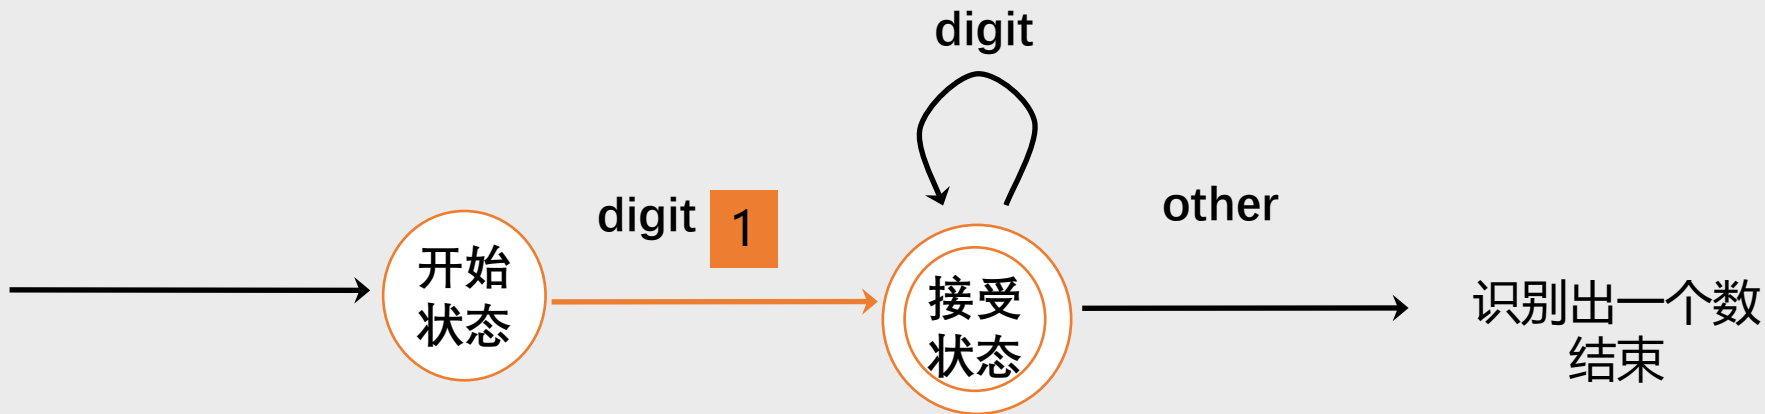 digit
digit 1
other
开始
状态
接受
状态
识别出一个数
结束